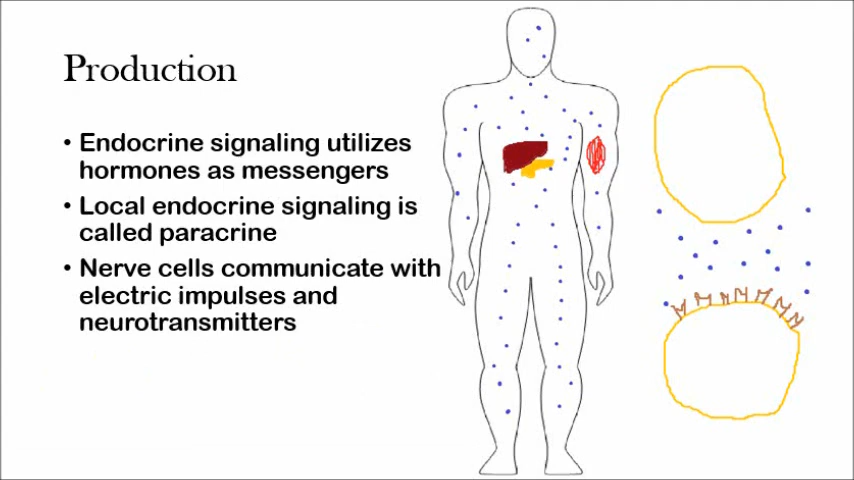 Production
• Endocrine signaling utilizes
hormones as messengers
• Local endocrine signaling is
called paracrine
• Nerve cells communicate with
electric impulses and
neurotransmitters